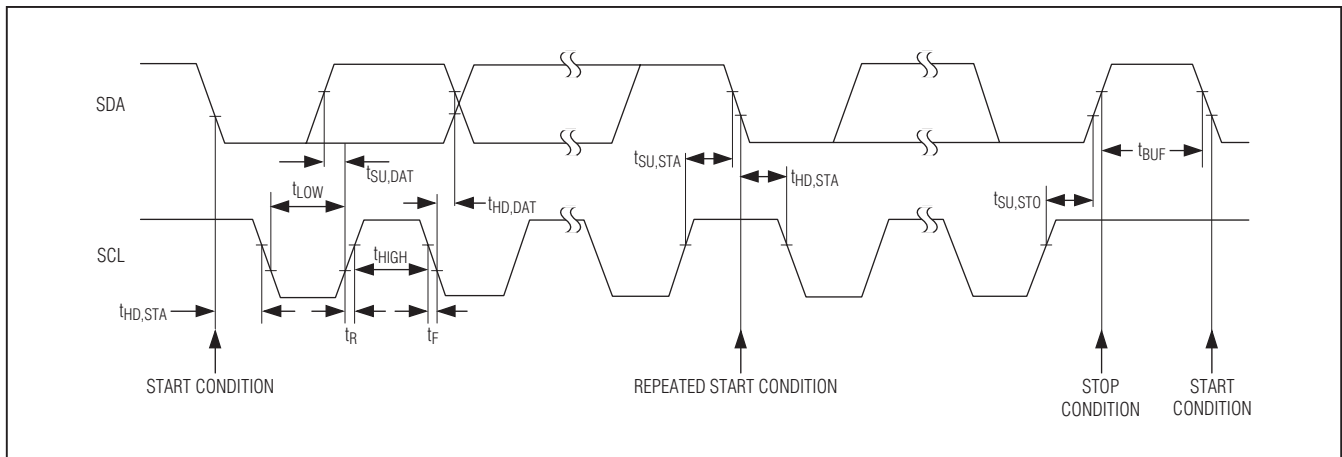 SDA
tSU,DAT
tLOW
tHD,DAT
tSU,STA
tHD,STA
tBUF
tSU,STO
SCL
tHIGH
tHD,STA
tR
tF
START CONDITION
REPEATED START CONDITION
STOP
CONDITION
START
CONDITION